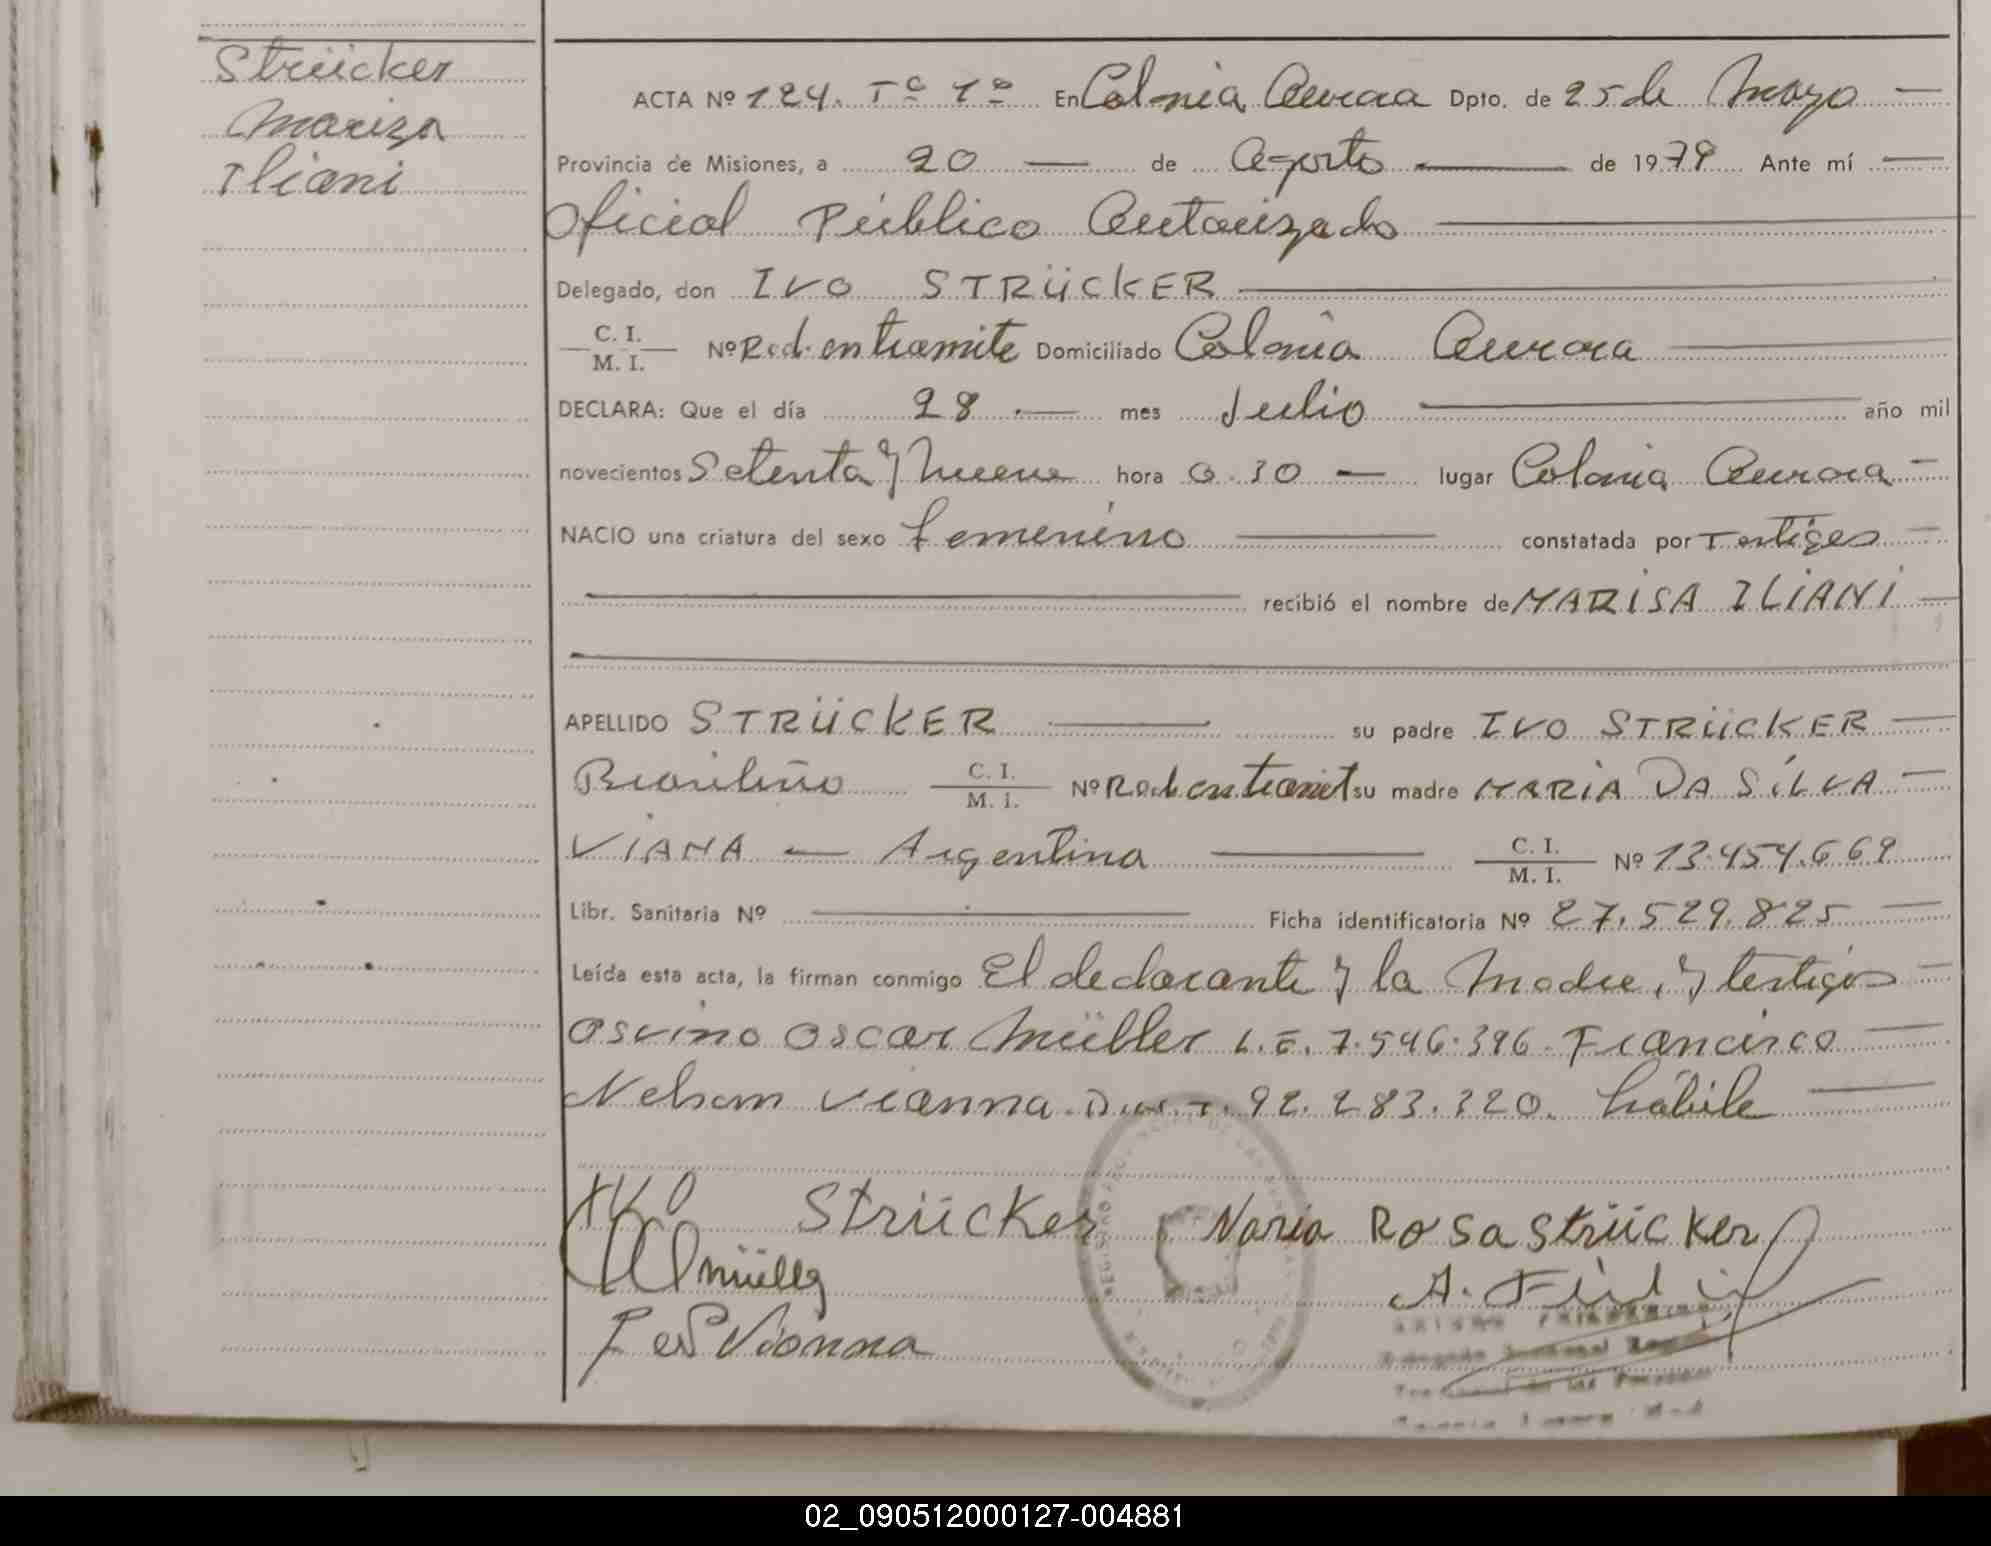 Strücker
Mariza
Iliani
ACTA Nº 124. Tº 1º En Colonia Aurora Dpto. de 25 de Mayo
Provincia de Misiones, a 20 de Agosto de 1979 Ante mí
Oficial Público Autorizado
Delegado, don IVO STRÜCKER
C. I.
M. I.
Nº Rad. en tramite Domiciliado Colonia Aurora
DECLARA: Que el día 28 mes Julio año mil
novecientos Setenta y Nueve hora 0.30 lugar Colonia Aurora
NACIO una criatura del sexo femenino constatada por Testigos
recibió el nombre de MARISA ILIANI
APELLIDO STRÜCKER su padre IVO STRÜCKER
Brasileño C. I.
M. I. Nº Rad. en tramit su madre MARIA DA SILVA
VIANA — Argentina C. I.
M. I. Nº 13.454.669
Libr. Sanitaria Nº Ficha identificatoria Nº 27.529.825
Leída esta acta, la firman conmigo El declarante y la Madre, y testigos
Osvino Oscar Müller L.E. 7.546.396. Francisco
Nelson Vianna. D.N.I. 92.283.320. hábile
IVO Strücker Maria Rosa Strücker
Müller
Vianna
02_090512000127-004881